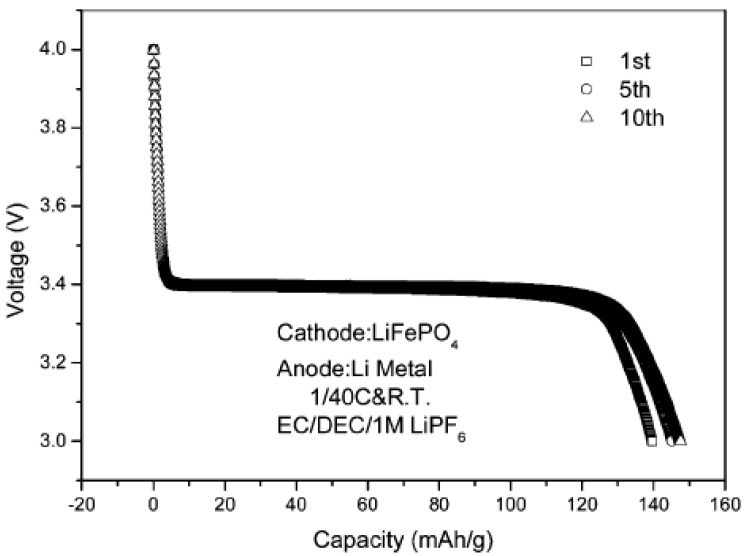 4.0
3.8
3.6
3.4
3.2
3.0
Voltage (V)
1st
5th
10th
Cathode:LiFePO₄
Anode:Li Metal
1/40C&R.T.
EC/DEC/1M LiPF₆
-20 0 20 40 60 80 100 120 140 160
Capacity (mAh/g)